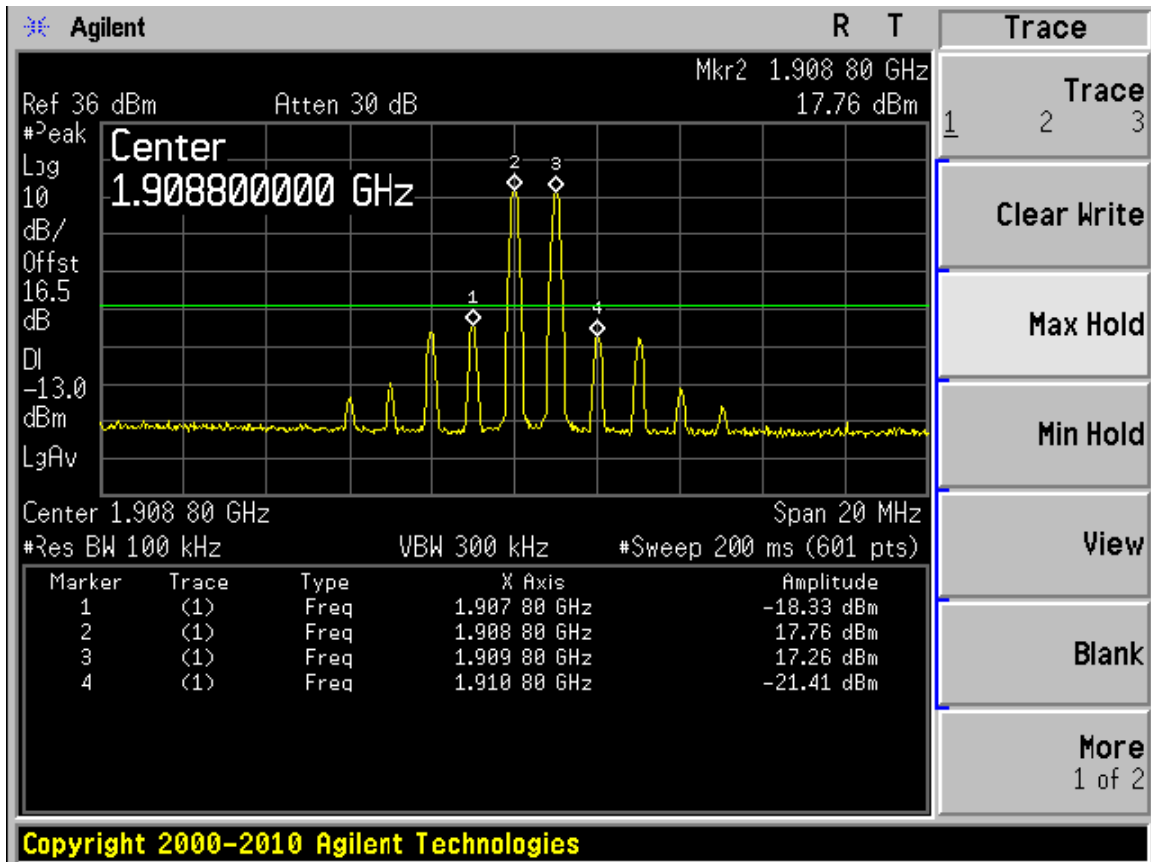 Agilent R T Trace
Mkr2 1.908 80 GHz
Ref 36 dBm Atten 30 dB 17.76 dBm
#Peak
Log
10
dB/
Offst
16.5
dB
DI
-13.0
dBm
LgAv
Center
1.908800000 GHz
1
2
3
4
Center 1.908 80 GHz Span 20 MHz
#Res BW 100 kHz VBW 300 kHz #Sweep 200 ms (601 pts)
Marker Trace Type X Axis Amplitude
1 (1) Freq 1.907 80 GHz -18.33 dBm
2 (1) Freq 1.908 80 GHz 17.76 dBm
3 (1) Freq 1.909 80 GHz 17.26 dBm
4 (1) Freq 1.910 80 GHz -21.41 dBm
Trace
1 2 3
Clear Write
Max Hold
Min Hold
View
Blank
More
1 of 2
Copyright 2000-2010 Agilent Technologies